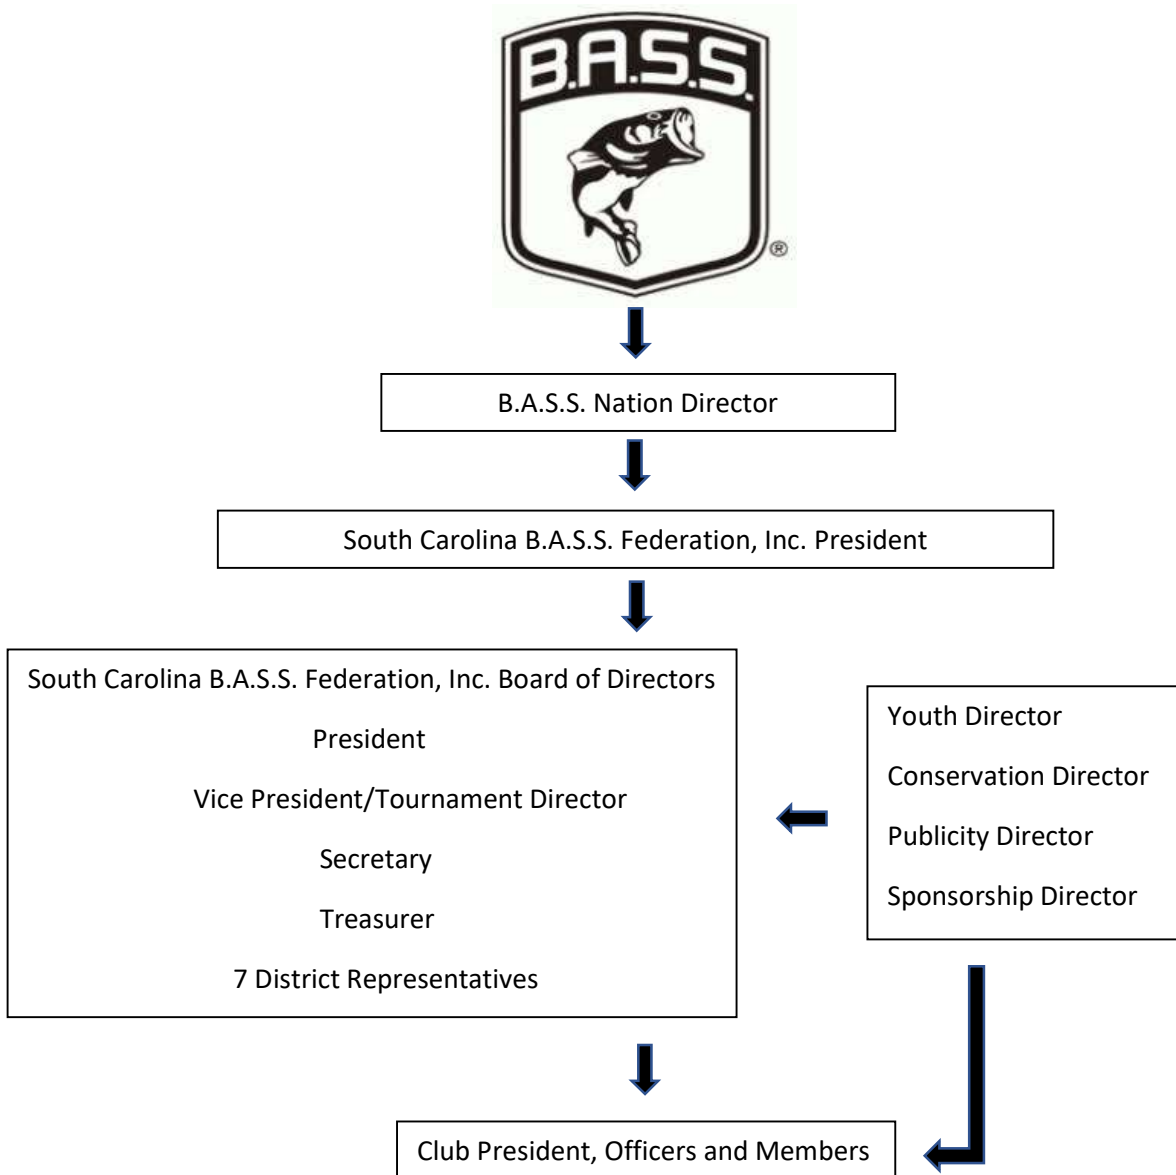 B.A.S.S.
®
B.A.S.S. Nation Director
South Carolina B.A.S.S. Federation, Inc. President
South Carolina B.A.S.S. Federation, Inc. Board of Directors
President
Vice President/Tournament Director
Secretary
Treasurer
7 District Representatives
Youth Director
Conservation Director
Publicity Director
Sponsorship Director
Club President, Officers and Members